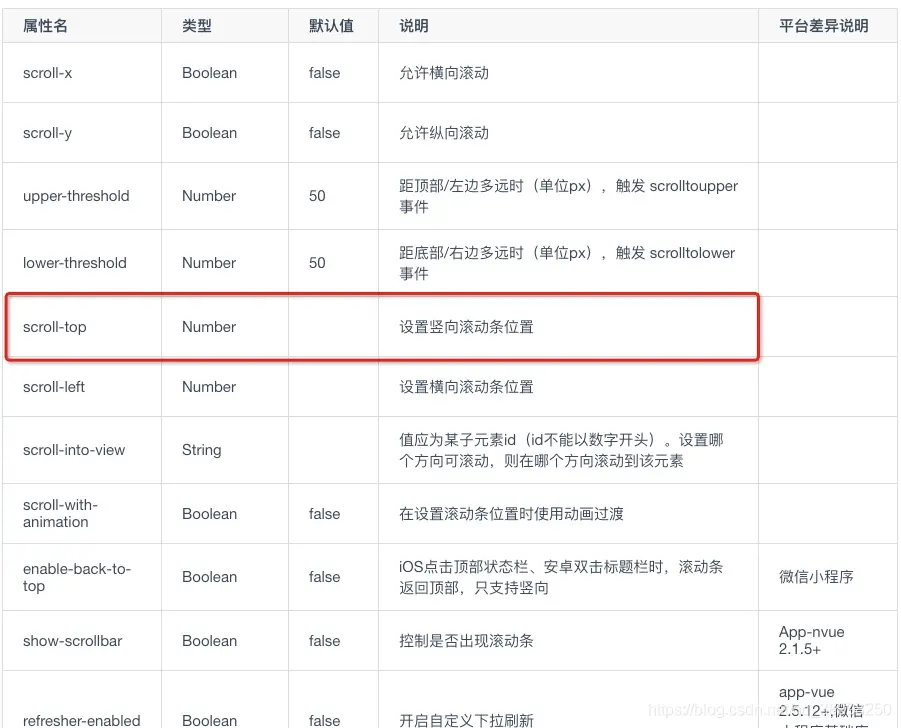 属性名 类型 默认值 说明 平台差异说明
scroll-x Boolean false 允许横向滚动
scroll-y Boolean false 允许纵向滚动
upper-threshold Number 50 距顶部/左边多远时（单位px），触发 scrolltoupper
事件
lower-threshold Number 50 距底部/右边多远时（单位px），触发 scrolltolower
事件
scroll-top Number 设置竖向滚动条位置
scroll-left Number 设置横向滚动条位置
scroll-into-view String 值应为某子元素id（id不能以数字开头）。设置哪
个方向可滚动，则在哪个方向滚动到该元素
scroll-with-
animation Boolean false 在设置滚动条位置时使用动画过渡
enable-back-to-
top Boolean false iOS点击顶部状态栏、安卓双击标题栏时，滚动条
返回顶部，只支持竖向 微信小程序
show-scrollbar Boolean false 控制是否出现滚动条 App-nvue
2.1.5+
refresher-enabled Boolean false 开启自定义下拉刷新 app-vue
2.5.12+,微信
https://blog.csdn.